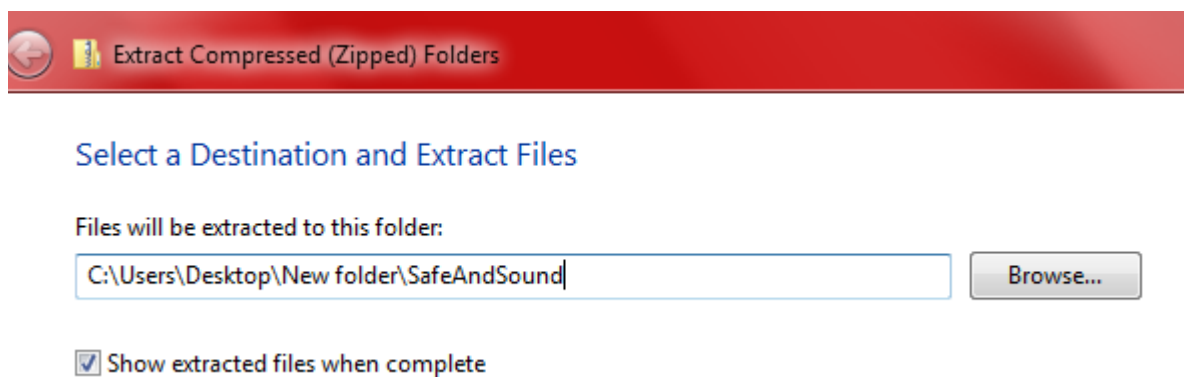 Extract Compressed (Zipped) Folders
Select a Destination and Extract Files
Files will be extracted to this folder:
C:\Users\Desktop\New folder\SafeAndSound
Browse...
Show extracted files when complete